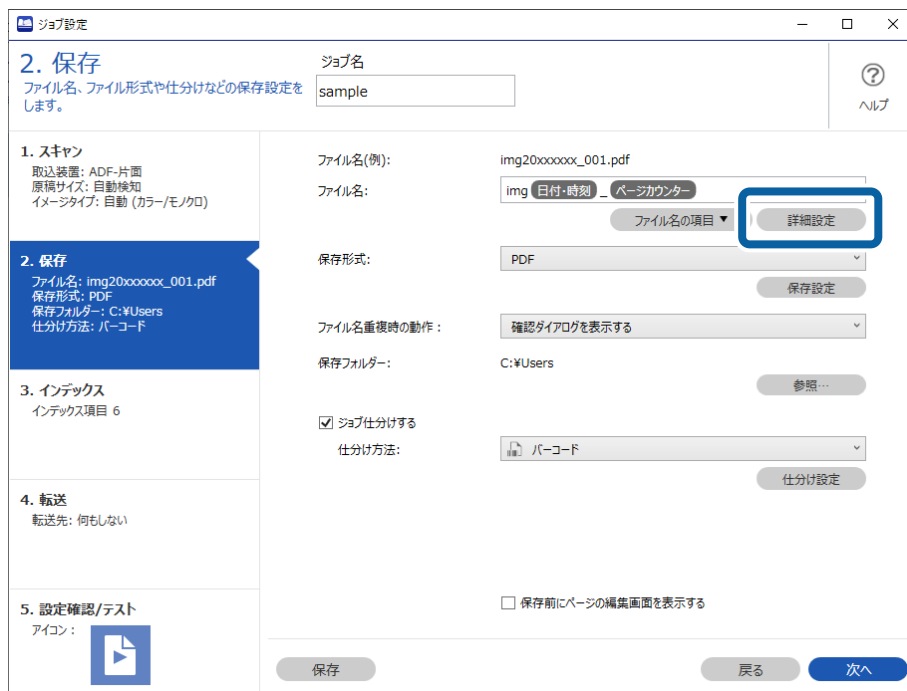 ジョブ設定
2. 保存
ファイル名、ファイル形式や仕分けなどの保存設定を
します。
ジョブ名
sample
ヘルプ
1. スキャン
取込装置: ADF-片面
原稿サイズ: 自動検知
イメージタイプ: 自動 (カラー/モノクロ)
2. 保存
ファイル名: img20xxxxxx_001.pdf
保存形式: PDF
保存フォルダー: C:¥Users
仕分け方法: バーコード
3. インデックス
インデックス項目 6
4. 転送
転送先: 何もしない
5. 設定確認/テスト
アイコン :
ファイル名(例): img20xxxxxx_001.pdf
ファイル名: img 日付・時刻 _ ページカウンター
ファイル名の項目▼ 詳細設定
保存形式: PDF
保存設定
ファイル名重複時の動作 : 確認ダイアログを表示する
保存フォルダー: C:¥Users
参照…
ジョブ仕分けする
仕分け方法: バーコード
仕分け設定
保存前にページの編集画面を表示する
保存 戻る 次へ